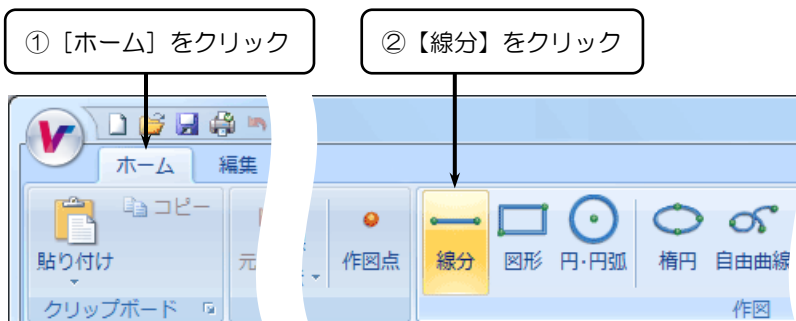 ① [ホーム] をクリック
②【線分】をクリック
ホーム 編集
コピー
貼り付け 元 作図点 線分 図形 円・円弧 楕円 自由曲線
クリップボード 作図